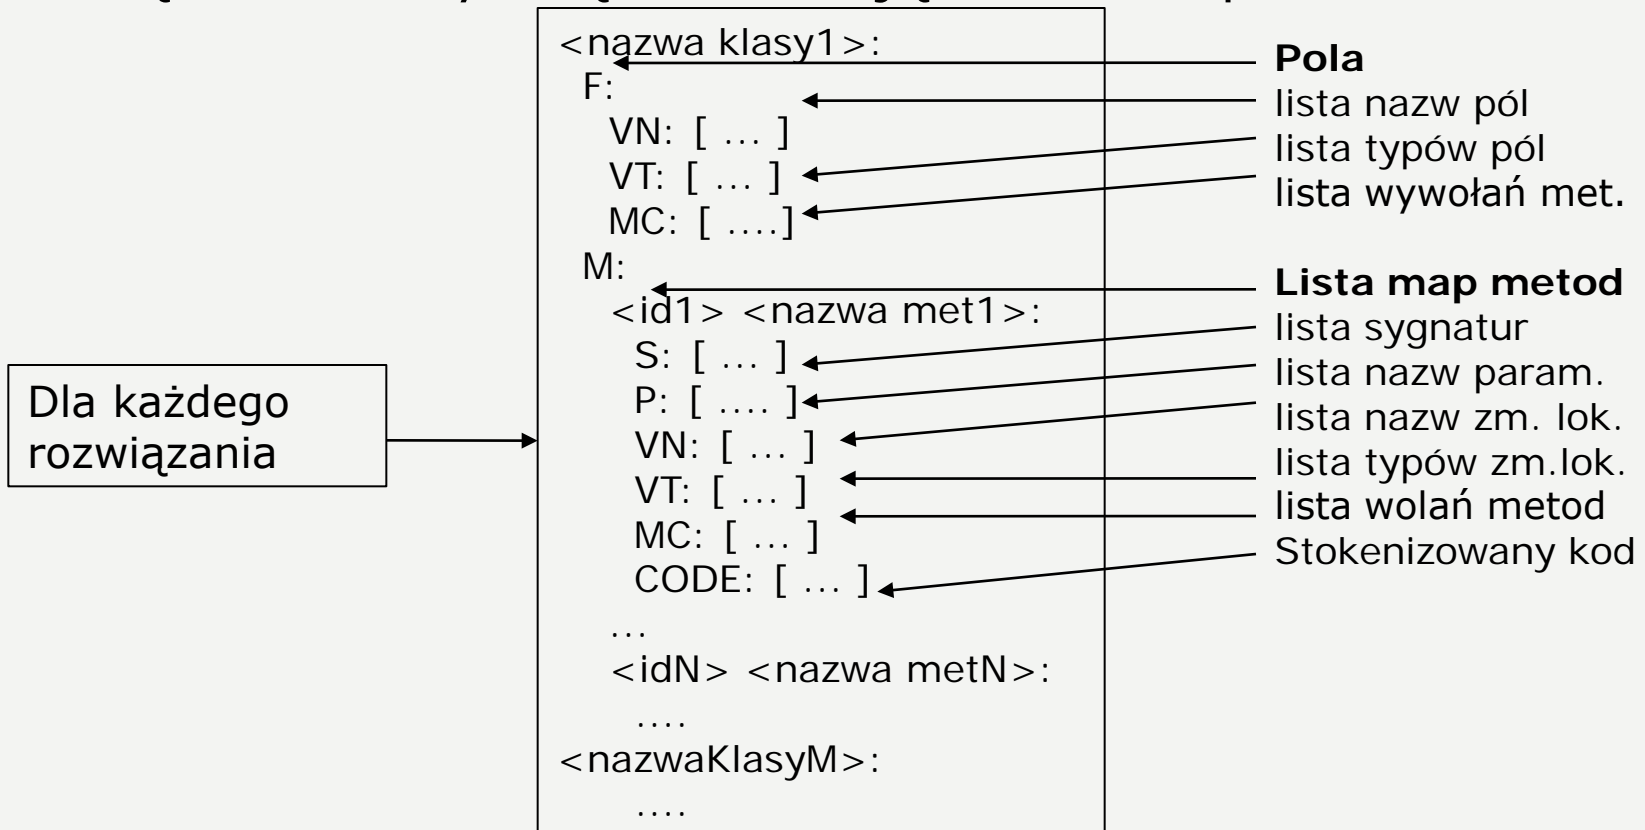 <nazwa klasy1>:
F:
VN: [ ... ]
VT: [ ... ]
MC: [ ....]
M:
<id1> <nazwa met1>:
S: [ ... ]
P: [ .... ]
VN: [ ... ]
VT: [ ... ]
MC: [ ... ]
CODE: [ ... ]
...
<idN> <nazwa metN>:
....
<nazwaKlasyM>:
....
Dla każdego
rozwiązania
Pola
lista nazw pól
lista typów pól
lista wywołań met.
Lista map metod
lista sygnatur
lista nazw param.
lista nazw zm. lok.
lista typów zm.lok.
lista wolań metod
Stokenizowany kod